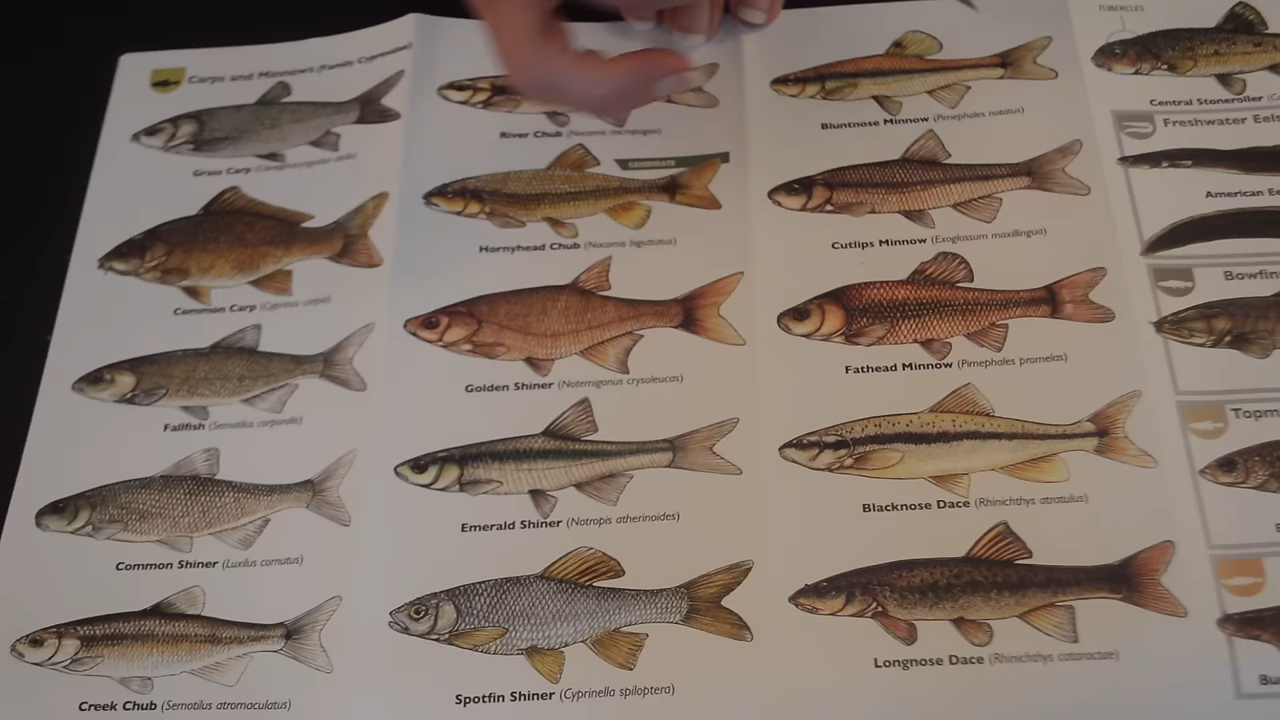 Carps and Minnows (Family Cyprinidae)
Grass Carp
Common Carp (Cyprinus carpio)
Fallfish (Semotilus corporalis)
Common Shiner (Luxilus cornutus)
Creek Chub (Semotilus atromaculatus)
River Chub (Nocomis micropogon)
CANDIDATE
Hornyhead Chub (Nocomis biguttatus)
Golden Shiner (Notemigonus crysoleucas)
Emerald Shiner (Notropis atherinoides)
Spotfin Shiner (Cyprinella spiloptera)
Bluntnose Minnow (Pimephales notatus)
Cutlips Minnow (Exoglossum maxillingua)
Fathead Minnow (Pimephales promelas)
Blacknose Dace (Rhinichthys atratulus)
Longnose Dace (Rhinichthys cataractae)
TUBERCLES
Central Stoneroller
Freshwater Eels
American
Bowfin
Topm